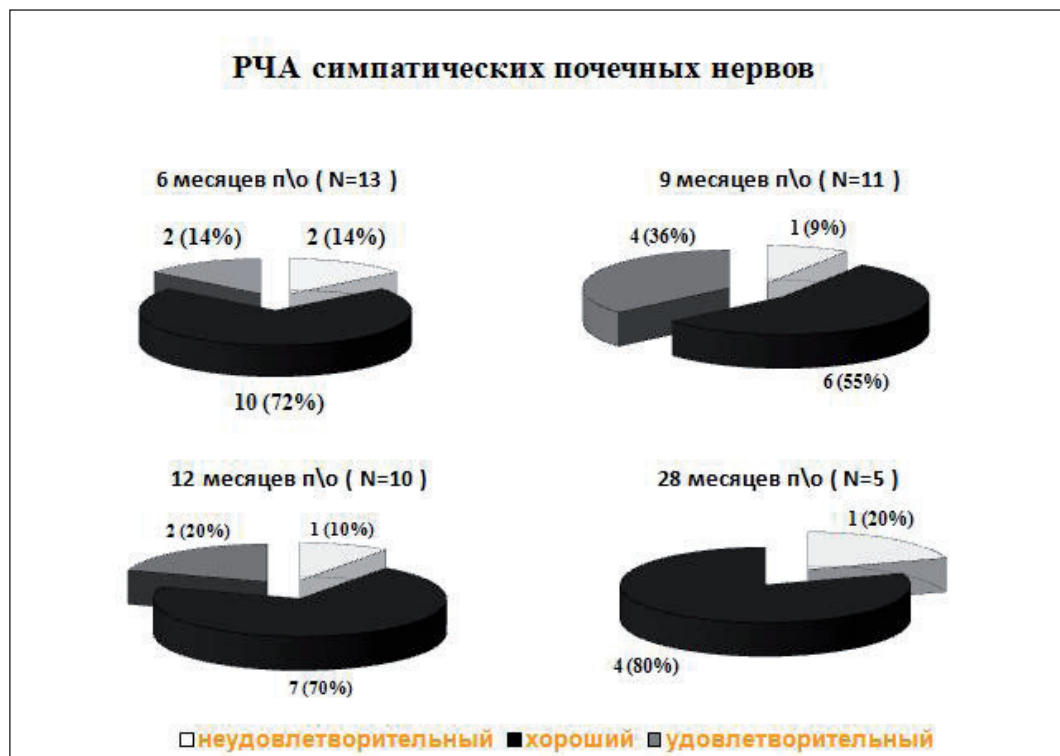 РЧА симпатических почечных нервов
6 месяцев п\о ( N=13 )
2 (14%)
2 (14%)
10 (72%)
9 месяцев п\о ( N=11 )
4 (36%)
1 (9%)
6 (55%)
12 месяцев п\о ( N=10 )
2 (20%)
1 (10%)
7 (70%)
28 месяцев п\о ( N=5 )
1 (20%)
4 (80%)
неудовлетворительный хороший удовлетворительный